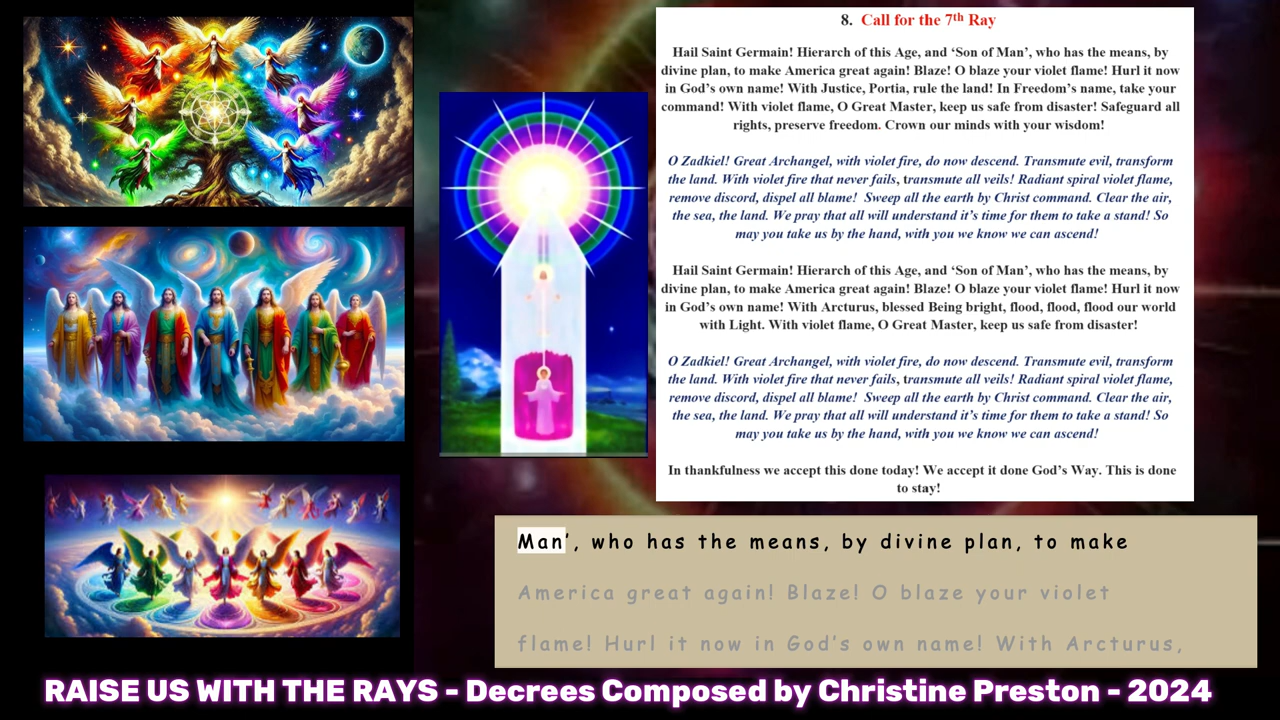 8. Call for the 7th Ray
Hail Saint Germain! Hierarch of this Age, and ‘Son of Man’, who has the means, by
divine plan, to make America great again! Blaze! O blaze your violet flame! Hurl it now
in God’s own name! With Justice, Portia, rule the land! In Freedom’s name, take your
command! With violet flame, O Great Master, keep us safe from disaster! Safeguard all
rights, preserve freedom. Crown our minds with your wisdom!
O Zadkiel! Great Archangel, with violet fire, do now descend. Transmute evil, transform
the land. With violet fire that never fails, transmute all veils! Radiant spiral violet flame,
remove discord, dispel all blame! Sweep all the earth by Christ command. Clear the air,
the sea, the land. We pray that all will understand it’s time for them to take a stand! So
may you take us by the hand, with you we know we can ascend!
Hail Saint Germain! Hierarch of this Age, and ‘Son of Man’, who has the means, by
divine plan, to make America great again! Blaze! O blaze your violet flame! Hurl it now
in God’s own name! With Arcturus, blessed Being bright, flood, flood, flood our world
with Light. With violet flame, O Great Master, keep us safe from disaster!
O Zadkiel! Great Archangel, with violet fire, do now descend. Transmute evil, transform
the land. With violet fire that never fails, transmute all veils! Radiant spiral violet flame,
remove discord, dispel all blame! Sweep all the earth by Christ command. Clear the air,
the sea, the land. We pray that all will understand it’s time for them to take a stand! So
may you take us by the hand, with you we know we can ascend!
In thankfulness we accept this done today! We accept it done God’s Way. This is done
to stay!
Man’, who has the means, by divine plan, to make
America great again! Blaze! O blaze your violet
flame! Hurl it now in God’s own name! With Arcturus,
RAISE US WITH THE RAYS - Decrees Composed by Christine Preston - 2024